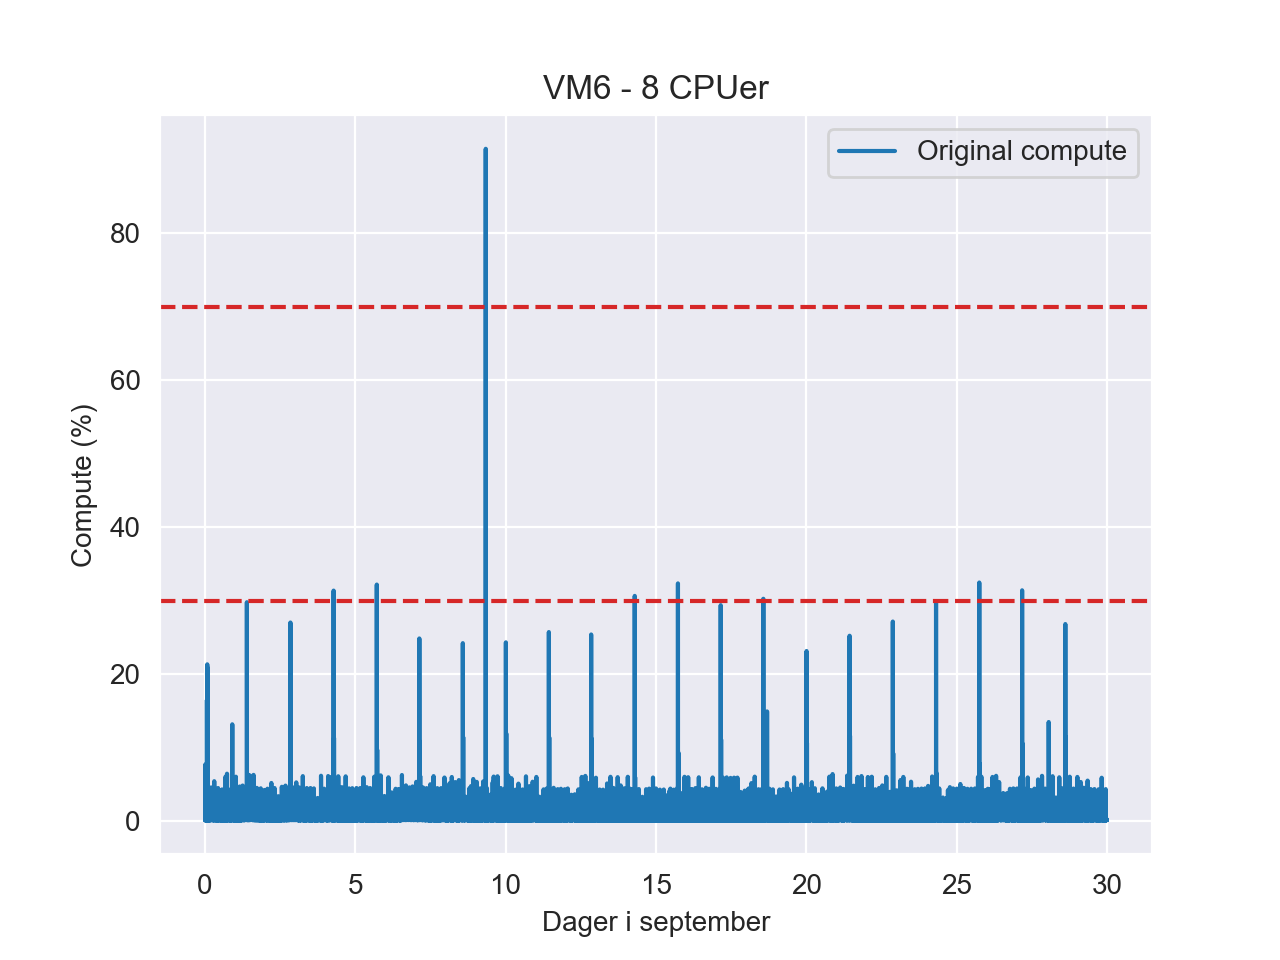 VM6 - 8 CPUer
Original compute
Compute (%)
80
60
40
20
0
0 5 10 15 20 25 30
Dager i september